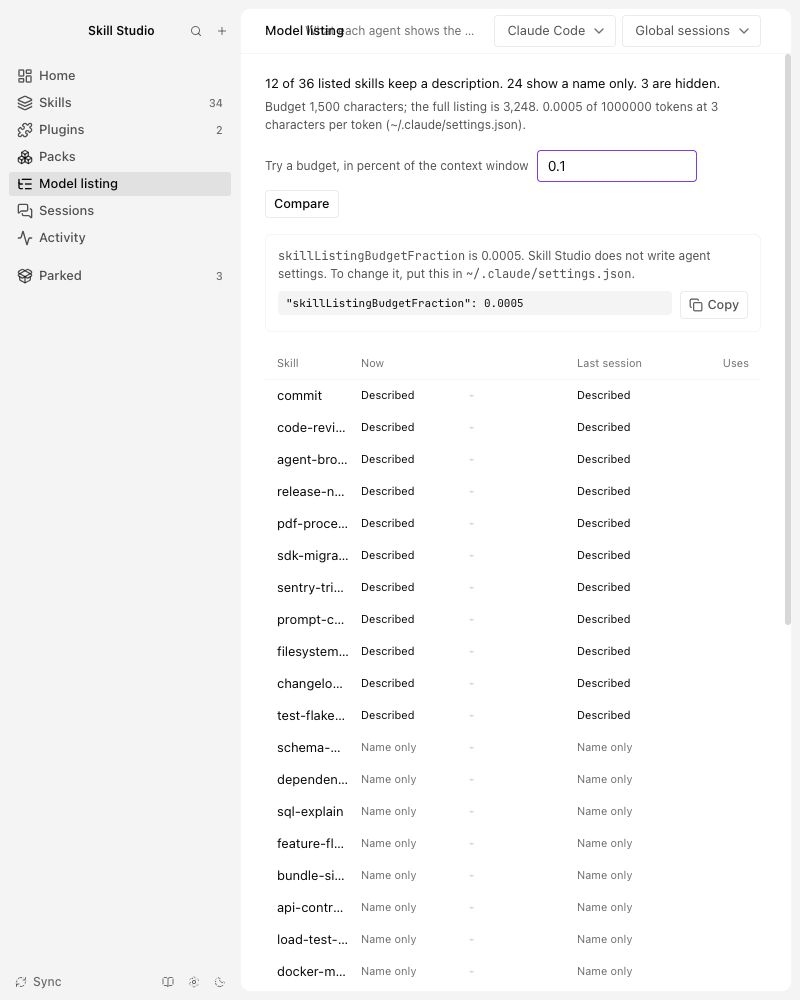 Skill Studio
Home
Skills 34
Plugins 2
Packs
Model listing
Sessions
Activity
Parked 3
Sync
Model listing each agent shows the ...
Claude Code
Global sessions
12 of 36 listed skills keep a description. 24 show a name only. 3 are hidden.
Budget 1,500 characters; the full listing is 3,248. 0.0005 of 1000000 tokens at 3
characters per token (~/.claude/settings.json).
Try a budget, in percent of the context window 0.1
Compare
skillListingBudgetFraction is 0.0005. Skill Studio does not write agent
settings. To change it, put this in ~/.claude/settings.json.
"skillListingBudgetFraction": 0.0005
Copy
Skill Now Last session Uses
commit Described - Described
code-revi... Described - Described
agent-bro... Described - Described
release-n... Described - Described
pdf-proce... Described - Described
sdk-migra... Described - Described
sentry-tri... Described - Described
prompt-c... Described - Described
filesystem... Described - Described
changelo... Described - Described
test-flake... Described - Described
schema-... Name only - Name only
dependen... Name only - Name only
sql-explain Name only - Name only
feature-fl... Name only - Name only
bundle-si... Name only - Name only
api-contr... Name only - Name only
load-test-... Name only - Name only
docker-m... Name only - Name only